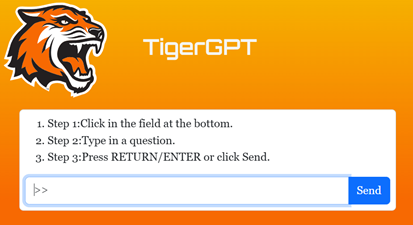 TigerGPT
1. Step 1:Click in the field at the bottom.
2. Step 2:Type in a question.
3. Step 3:Press RETURN/ENTER or click Send.
>>
Send